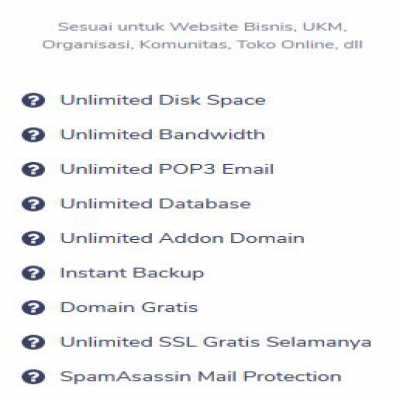 Sesuai untuk Website Bisnis, UKM,
Organisasi, Komunitas, Toko Online, dll
Unlimited Disk Space
Unlimited Bandwidth
Unlimited POP3 Email
Unlimited Database
Unlimited Addon Domain
Instant Backup
Domain Gratis
Unlimited SSL Gratis Selamanya
SpamAsassin Mail Protection